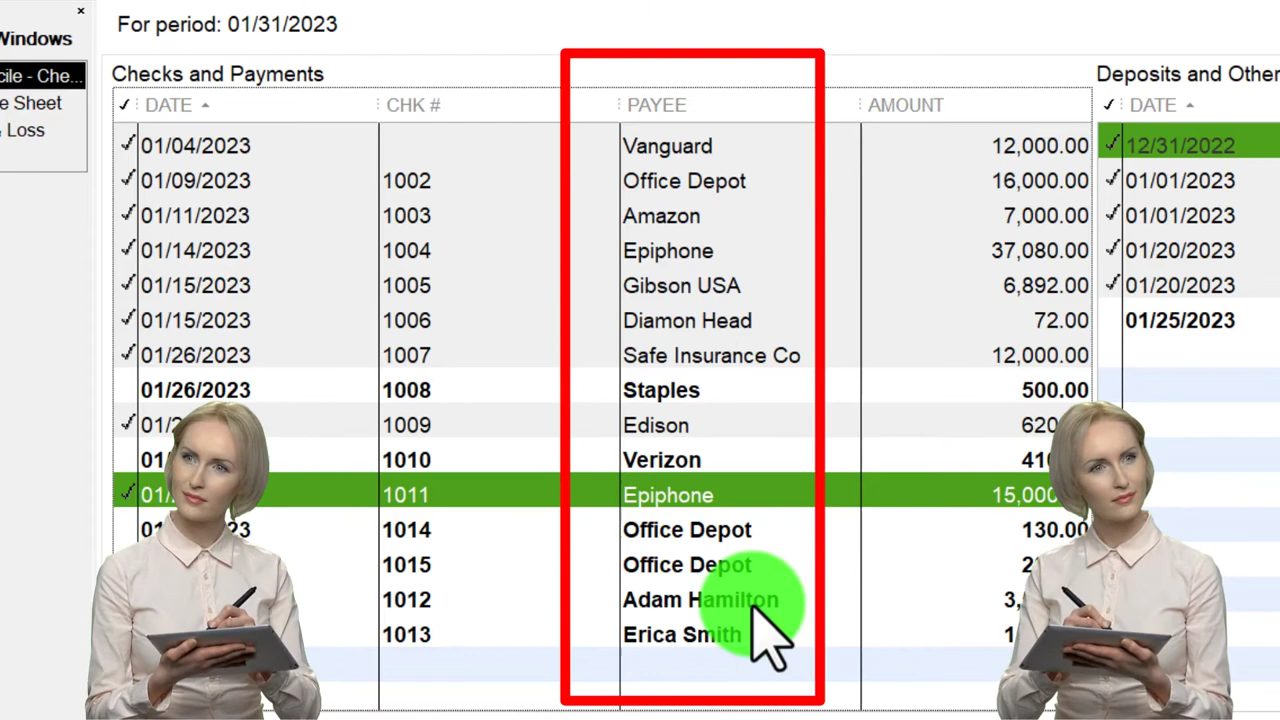 For period: 01/31/2023
Windows
cile - Che...
e Sheet
Loss
Checks and Payments
Deposits and Other
✓ DATE CHK # PAYEE AMOUNT ✓ DATE
✓ 01/04/2023 Vanguard 12,000.00 ✓ 12/31/2022
✓ 01/09/2023 1002 Office Depot 16,000.00 ✓ 01/01/2023
✓ 01/11/2023 1003 Amazon 7,000.00 ✓ 01/01/2023
✓ 01/14/2023 1004 Epiphone 37,080.00 ✓ 01/20/2023
✓ 01/15/2023 1005 Gibson USA 6,892.00 ✓ 01/20/2023
✓ 01/15/2023 1006 Diamon Head 72.00 01/25/2023
✓ 01/26/2023 1007 Safe Insurance Co 12,000.00
01/26/2023 1008 Staples 500.00
✓ 1009 Edison
1010 Verizon
✓ 1011 Epiphone
1014 Office Depot 130.00
1015 Office Depot
1012 Adam Hamilton
1013 Erica Smith